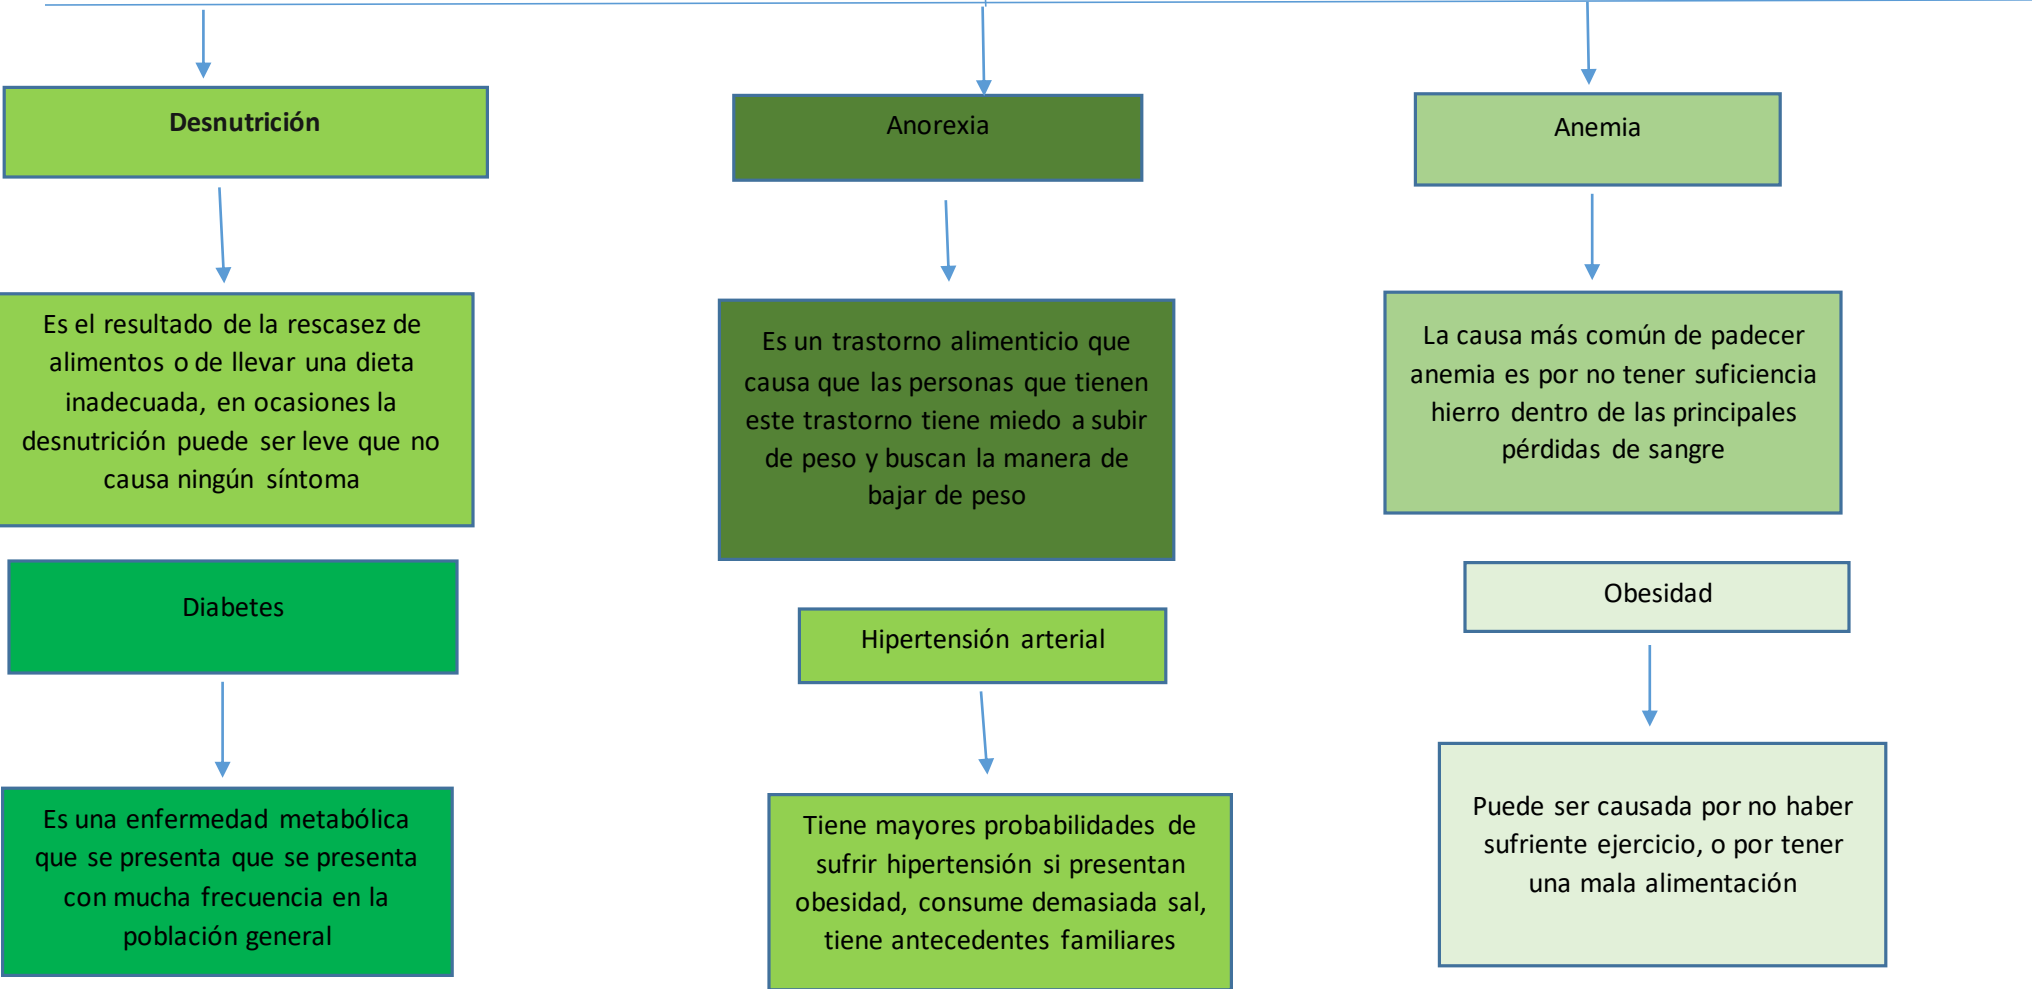 Desnutrición
Anorexia
Anemia
Es el resultado de la rescasez de
alimentos o de llevar una dieta
inadecuada, en ocasiones la
desnutrición puede ser leve que no
causa ningún síntoma
Es un trastorno alimenticio que
causa que las personas que tienen
este trastorno tiene miedo a subir
de peso y buscan la manera de
bajar de peso
La causa más común de padecer
anemia es por no tener suficiencia
hierro dentro de las principales
pérdidas de sangre
Diabetes
Hipertensión arterial
Obesidad
Es una enfermedad metabólica
que se presenta que se presenta
con mucha frecuencia en la
población general
Tiene mayores probabilidades de
sufrir hipertensión si presentan
obesidad, consume demasiada sal,
tiene antecedentes familiares
Puede ser causada por no haber
sufriente ejercicio, o por tener
una mala alimentación